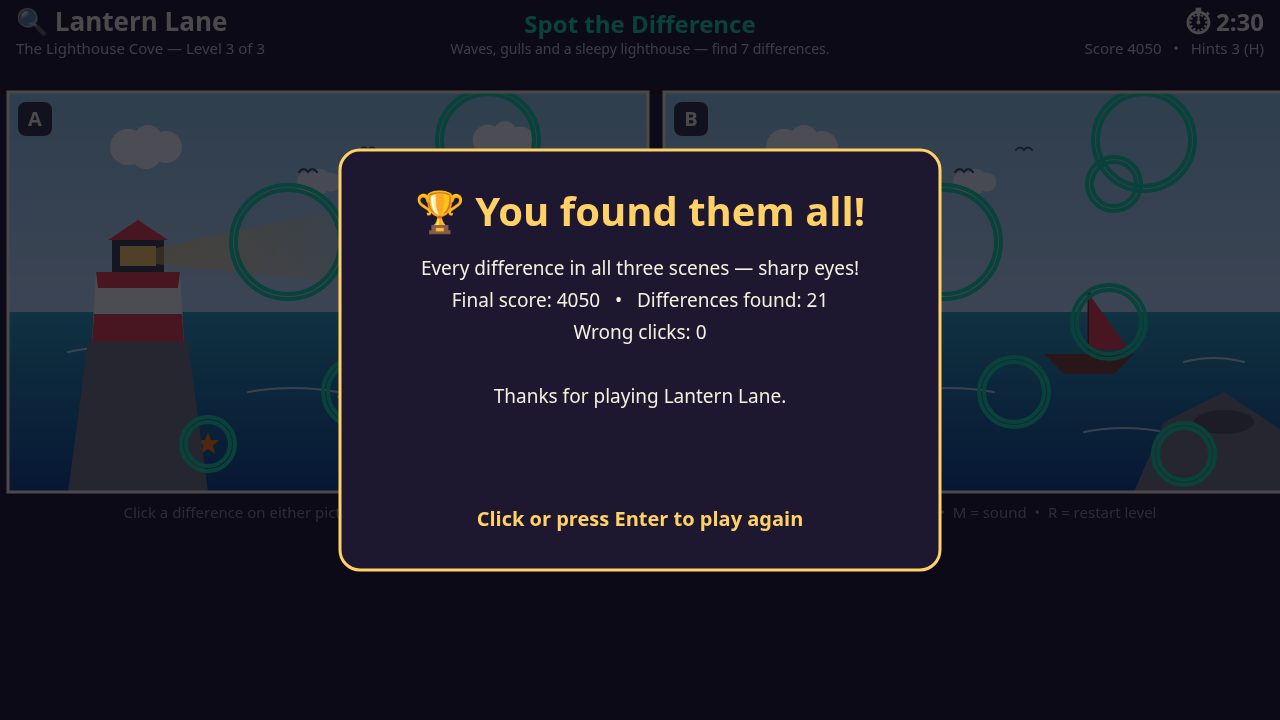 🔍 Lantern Lane
The Lighthouse Cove — Level 3 of 3
Spot the Difference
Waves, gulls and a sleepy lighthouse — find 7 differences.
⏱ 2:30
Score 4050 • Hints 3 (H)
A
B
🏆 You found them all!
Every difference in all three scenes — sharp eyes!
Final score: 4050 • Differences found: 21
Wrong clicks: 0
Thanks for playing Lantern Lane.
Click or press Enter to play again
Click a difference on either
• M = sound • R = restart level